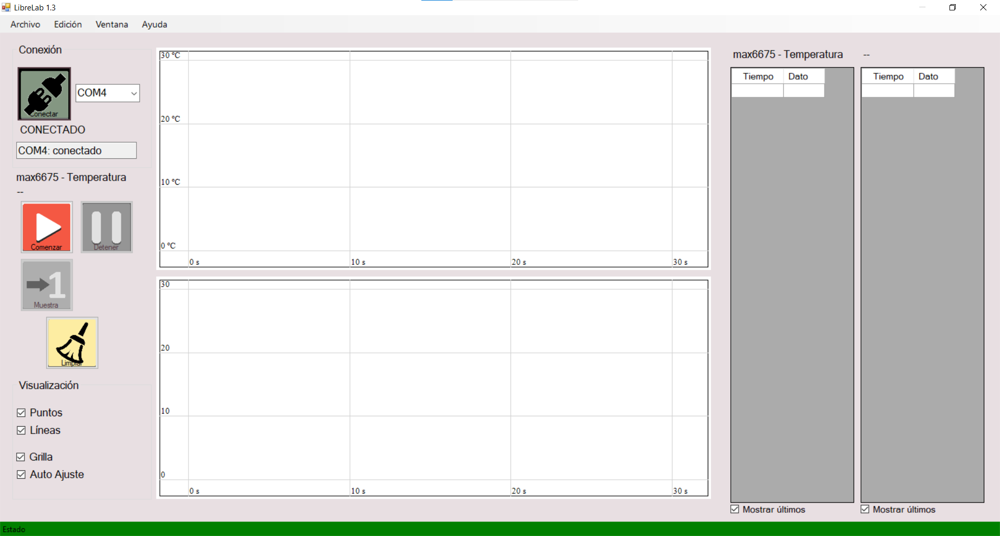 LibreLab 1.3
Archivo Edición Ventana Ayuda
Conexión
Conectar
COM4
CONECTADO
COM4: conectado
max6675 - Temperatura
--
Comenzar
Detener
1
Muestra
Limpiar
Visualización
Puntos
Líneas
Grilla
Auto Ajuste
30 °C
20 °C
10 °C
0 °C
0 s 10 s 20 s 30 s
30
20
10
0
0 s 10 s 20 s 30 s
max6675 - Temperatura
Tiempo Dato
Mostrar últimos
--
Tiempo Dato
Mostrar últimos
Estado